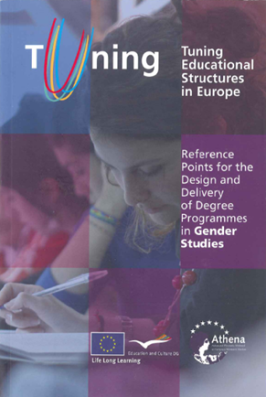 Tuning
Tuning
Educational
Structures
in Europe
Reference
Points for the
Design and
Delivery
of Degree
Programmes
in Gender
Studies
Education and Culture DG
Life Long Learning
Athena